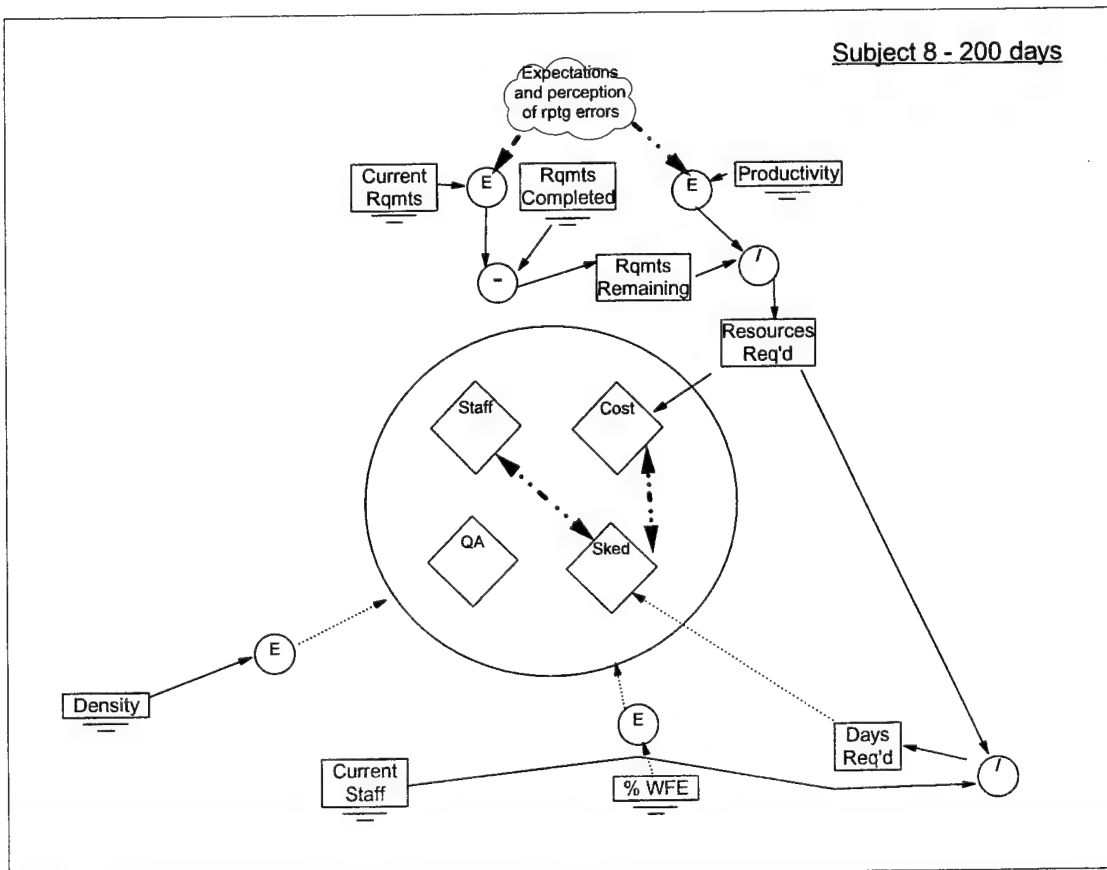 Subject 8 - 200 days
Expectations
and perception
of rptg errors
Current
Rqmts
E
Rqmts
Completed
E
Productivity
-
Rqmts
Remaining
/
Resources
Req'd
Staff
Cost
QA
Sked
E
Density
E
Days
Req'd
Current
Staff
% WFE
/